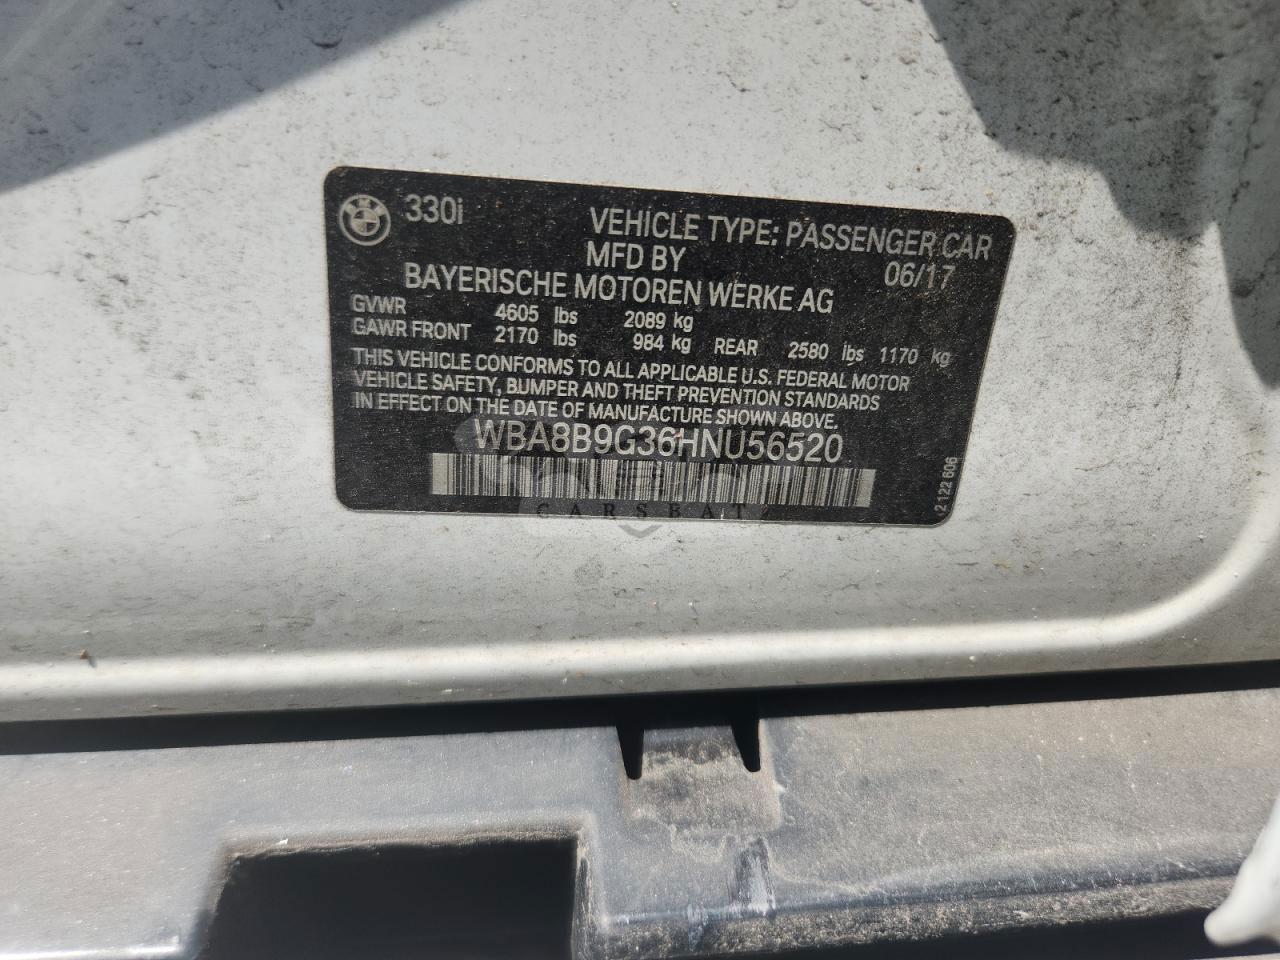 330i VEHICLE TYPE: PASSENGER CAR
MFD BY 06/17
BAYERISCHE MOTOREN WERKE AG
GVWR 4605 lbs 2089 kg
GAWR FRONT 2170 lbs 984 kg REAR 2580 lbs 1170 kg
THIS VEHICLE CONFORMS TO ALL APPLICABLE U.S. FEDERAL MOTOR
VEHICLE SAFETY, BUMPER AND THEFT PREVENTION STANDARDS
IN EFFECT ON THE DATE OF MANUFACTURE SHOWN ABOVE.
WBA8B9G36HNU56520
2 122 606
CARSBAT